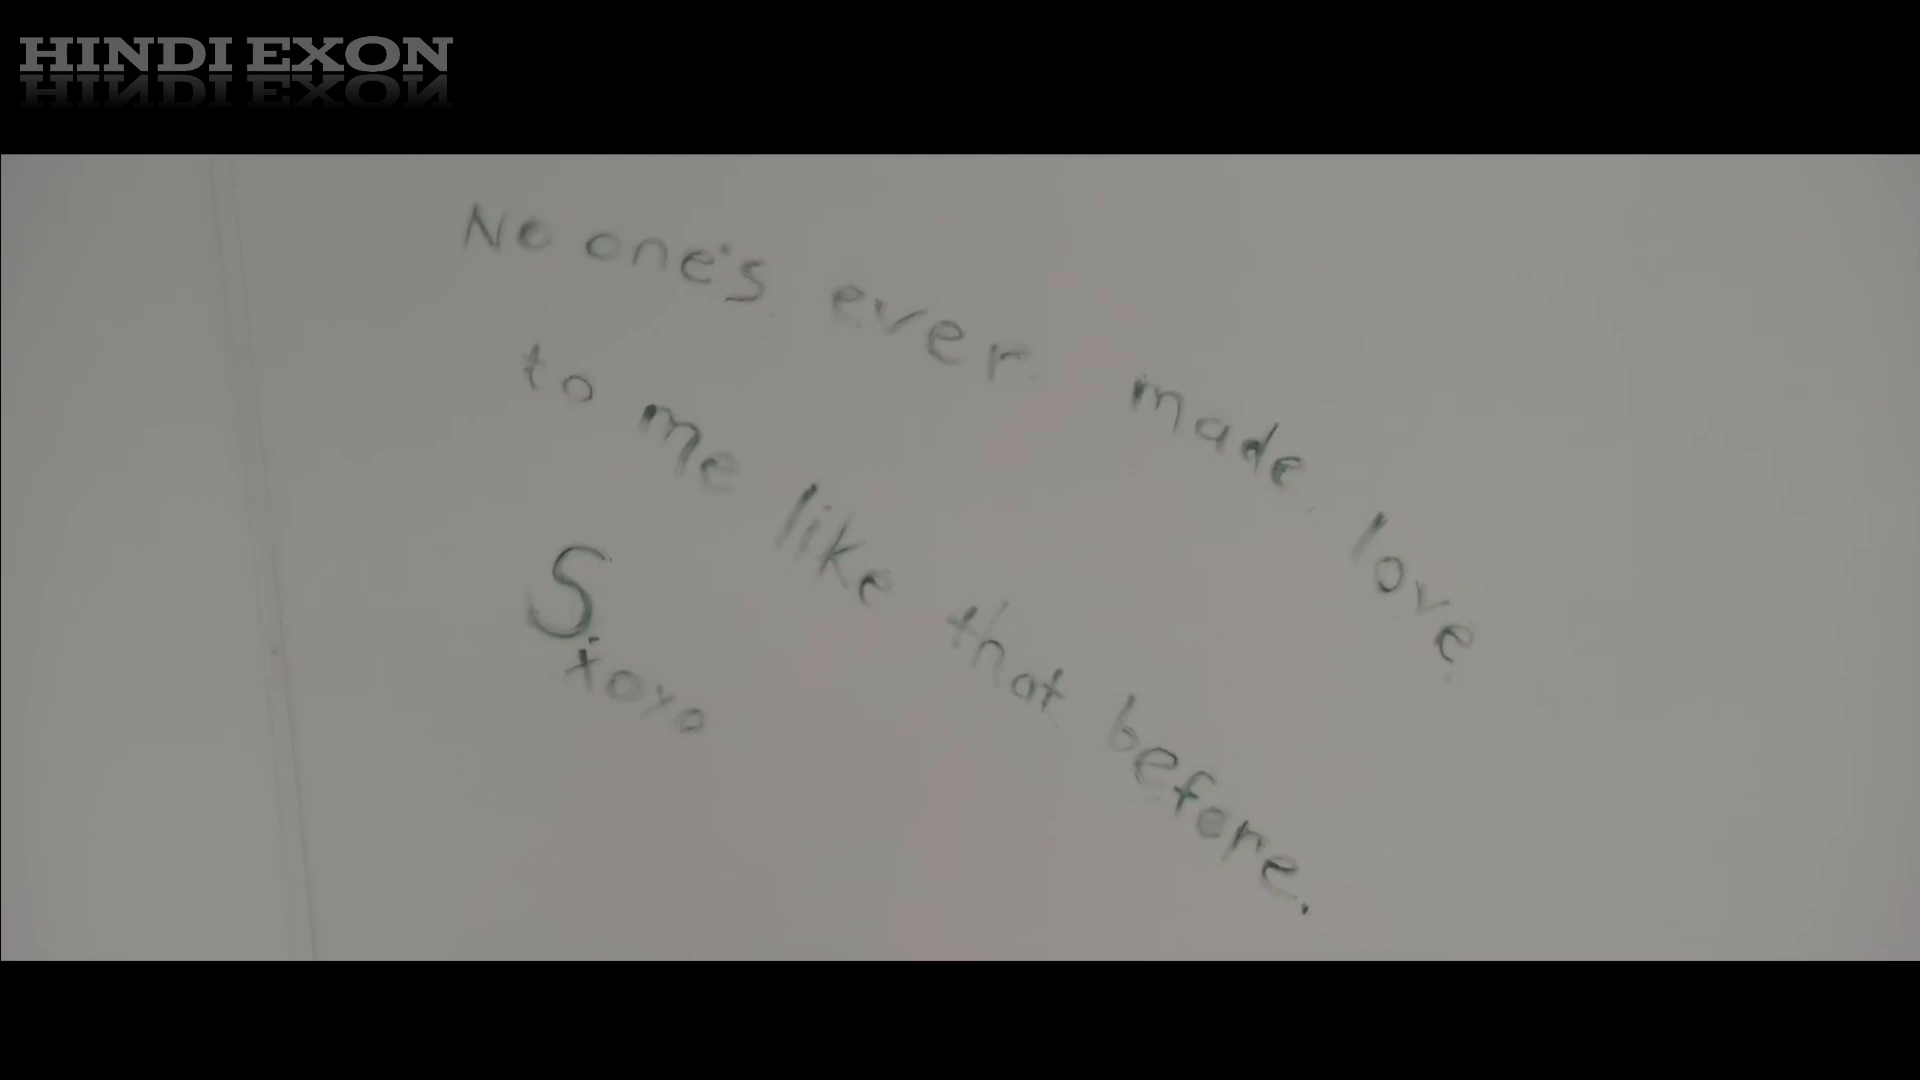 HINDI EXON
No one's ever made love
to me like that before.
S
xoxo